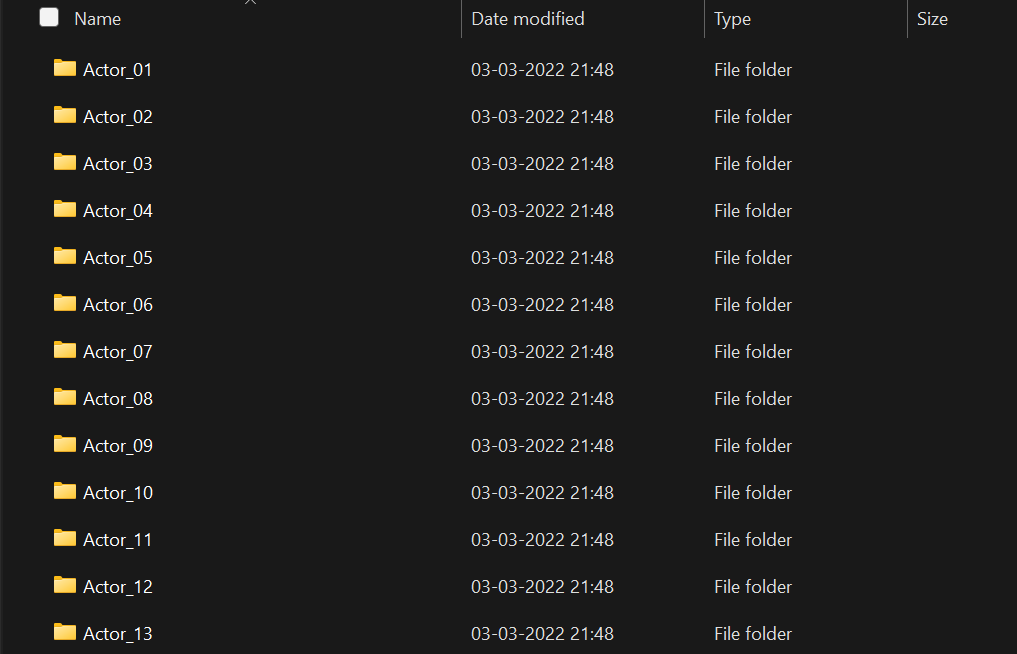 Name Date modified Type Size
Actor_01 03-03-2022 21:48 File folder
Actor_02 03-03-2022 21:48 File folder
Actor_03 03-03-2022 21:48 File folder
Actor_04 03-03-2022 21:48 File folder
Actor_05 03-03-2022 21:48 File folder
Actor_06 03-03-2022 21:48 File folder
Actor_07 03-03-2022 21:48 File folder
Actor_08 03-03-2022 21:48 File folder
Actor_09 03-03-2022 21:48 File folder
Actor_10 03-03-2022 21:48 File folder
Actor_11 03-03-2022 21:48 File folder
Actor_12 03-03-2022 21:48 File folder
Actor_13 03-03-2022 21:48 File folder